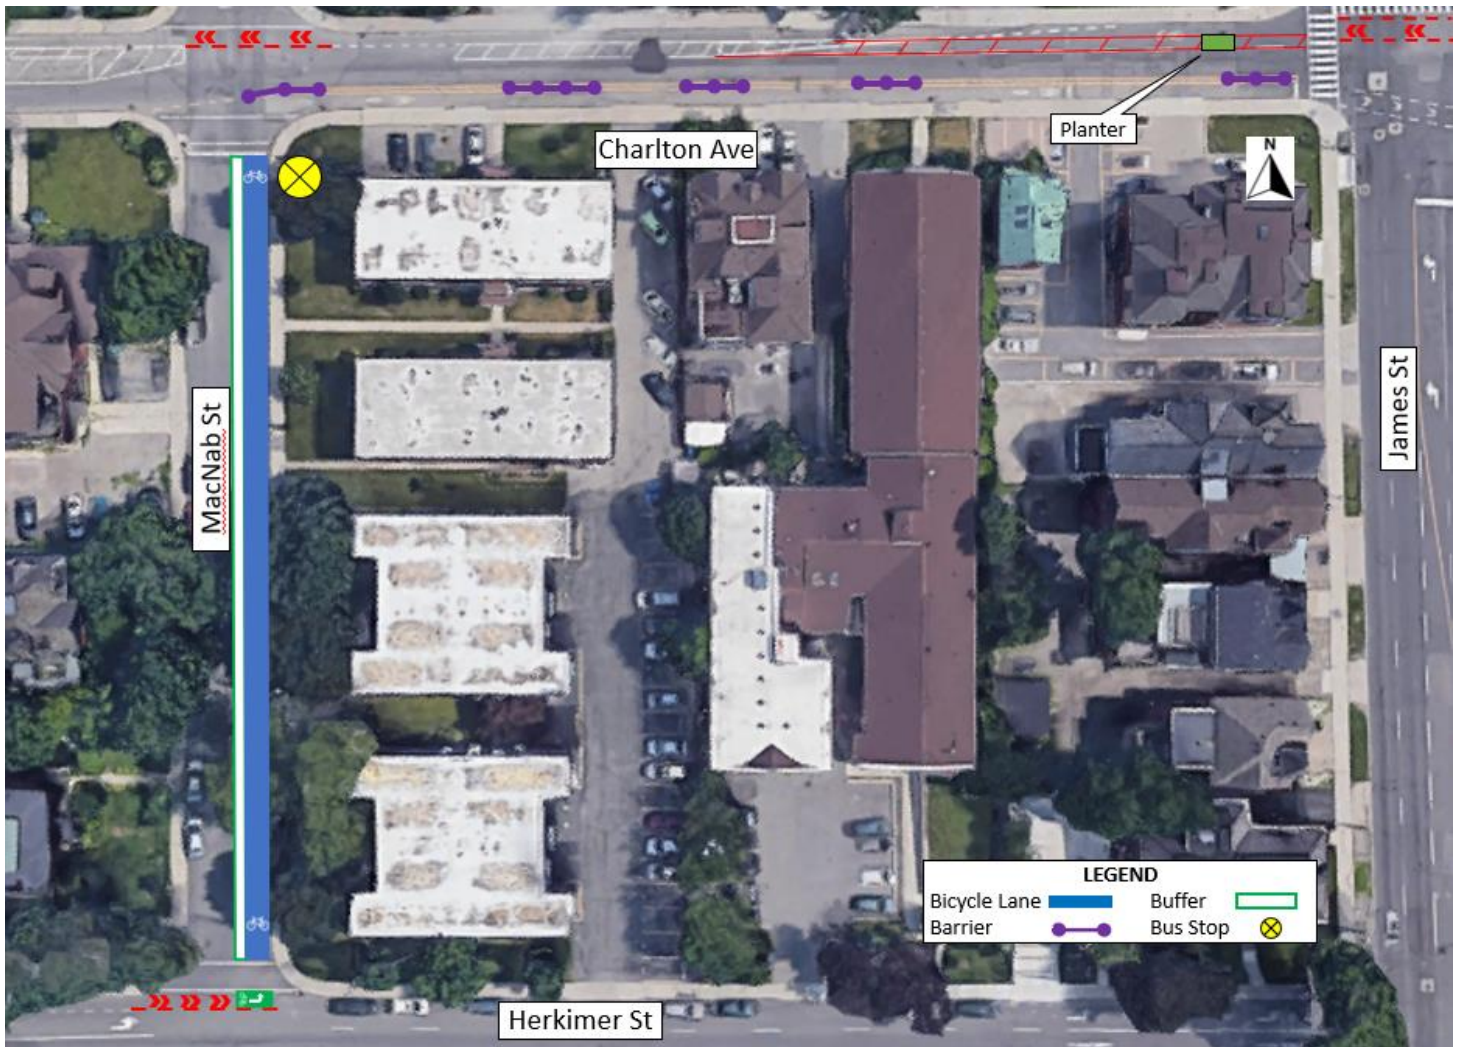 Planter
Charlton Ave
N
MacNab St
James St
LEGEND
Bicycle Lane Buffer
Barrier Bus Stop
Herkimer St